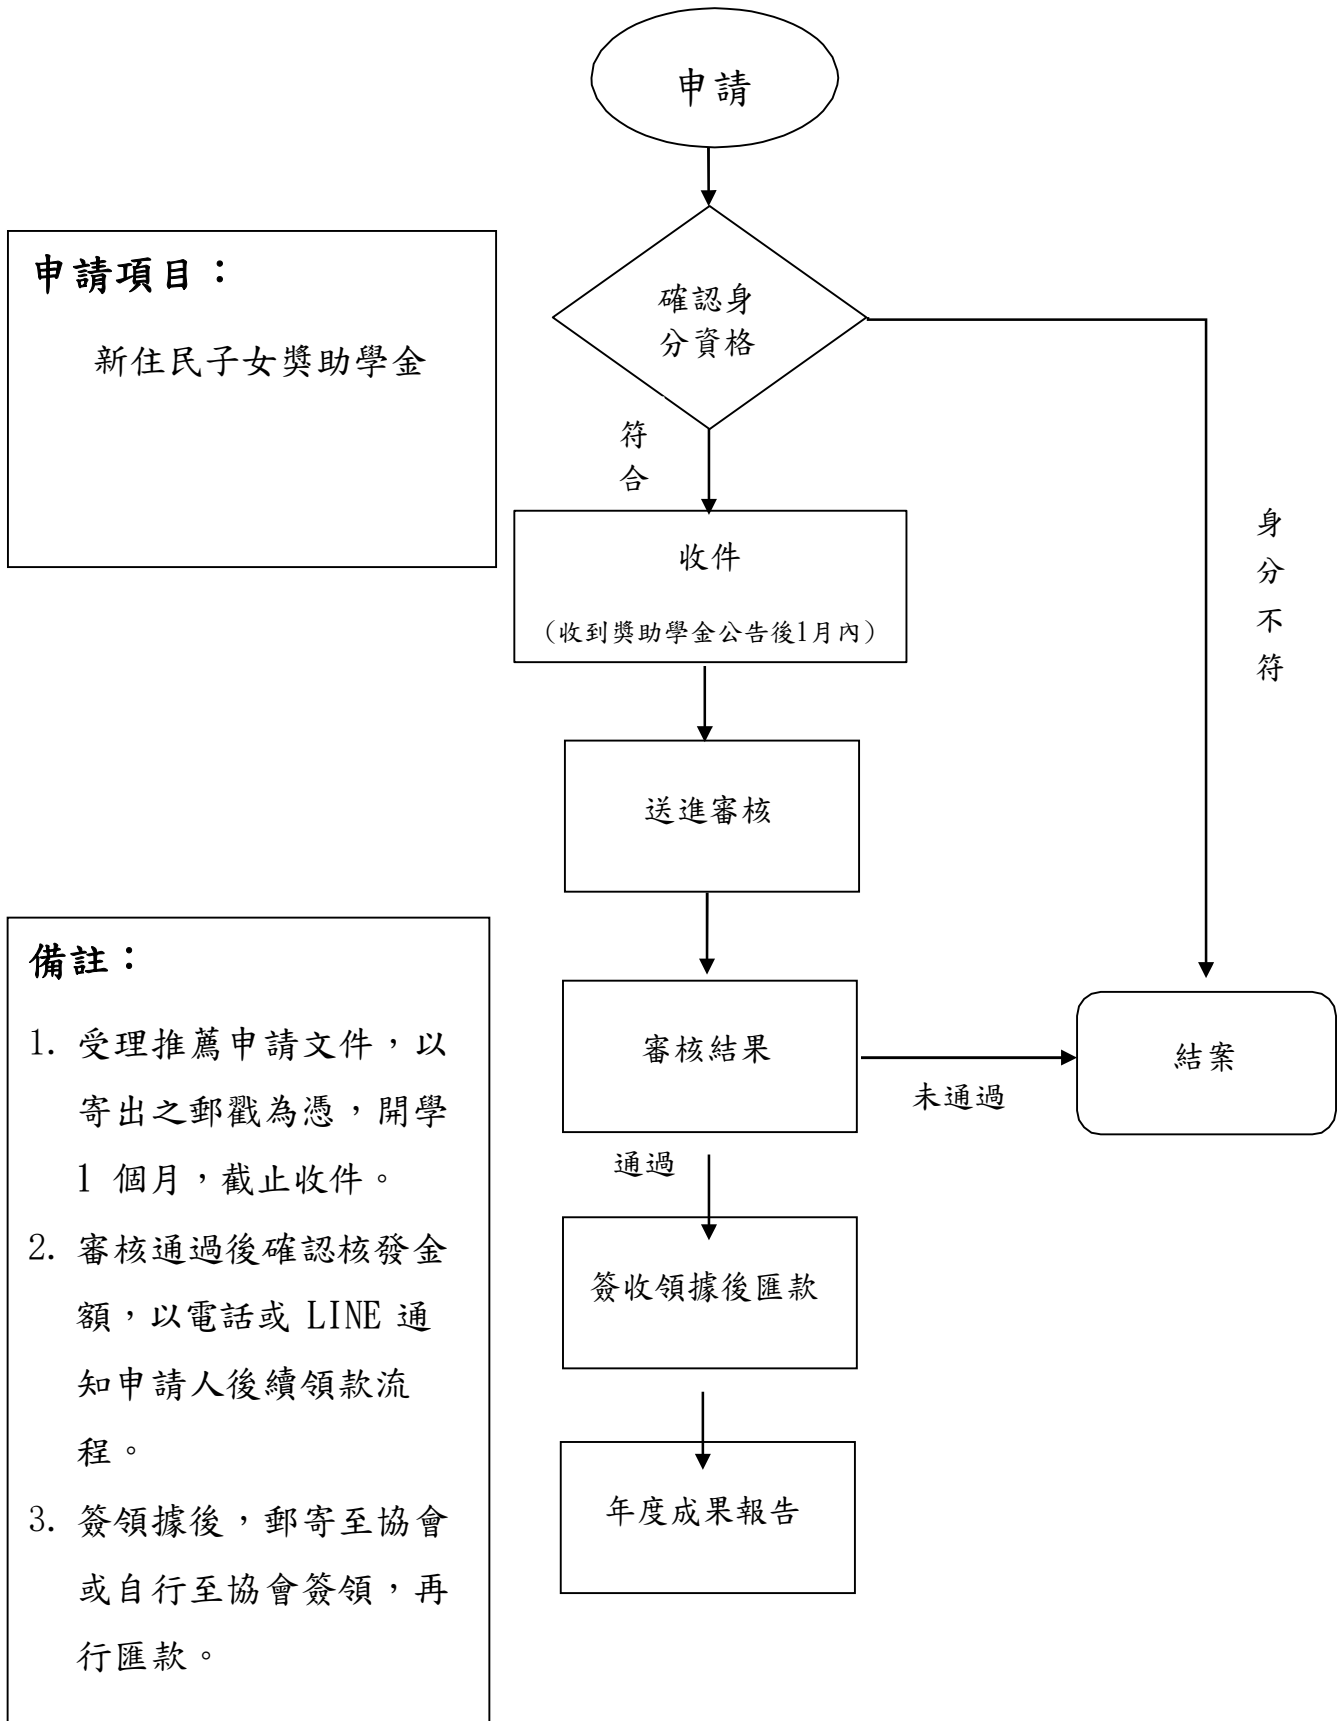 申請
申請項目：
新住民子女獎助學金
確認身
分資格
符
合
身
分
不
符
收件
（收到獎助學金公告後1月內）
送進審核
審核結果
未通過
結案
通過
簽收領據後匯款
年度成果報告
備註：
1. 受理推薦申請文件，以
寄出之郵戳為憑，開學
1 個月，截止收件。
2. 審核通過後確認核發金
額，以電話或 LINE 通
知申請人後續領款流
程。
3. 簽領據後，郵寄至協會
或自行至協會簽領，再
行匯款。